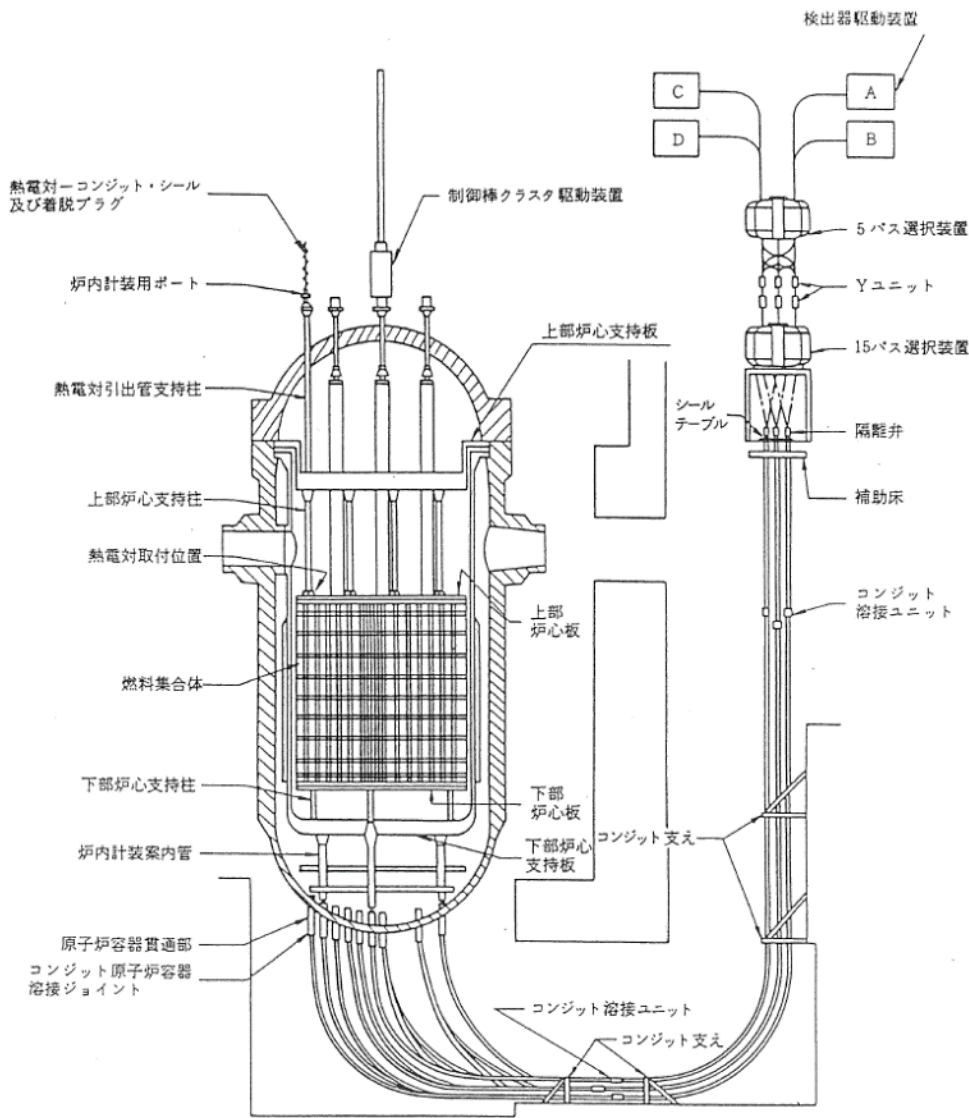 検出器駆動装置
C
A
D
B
熱電対ーコンジット・シール
及び着脱プラグ
制御棒クラスタ駆動装置
5パス選択装置
炉内計装用ポート
Yユニット
上部炉心支持板
15パス選択装置
熱電対引出管支持柱
シール
テーブル
隔離弁
補助床
上部炉心支持柱
熱電対取付位置
コンジット
溶接ユニット
上部
炉心板
燃料集合体
下部炉心支持柱
下部
炉心板
コンジット支え
炉内計装案内管
下部炉心
支持板
原子炉容器貫通部
コンジット原子炉容器
溶接ジョイント
コンジット溶接ユニット
コンジット支え